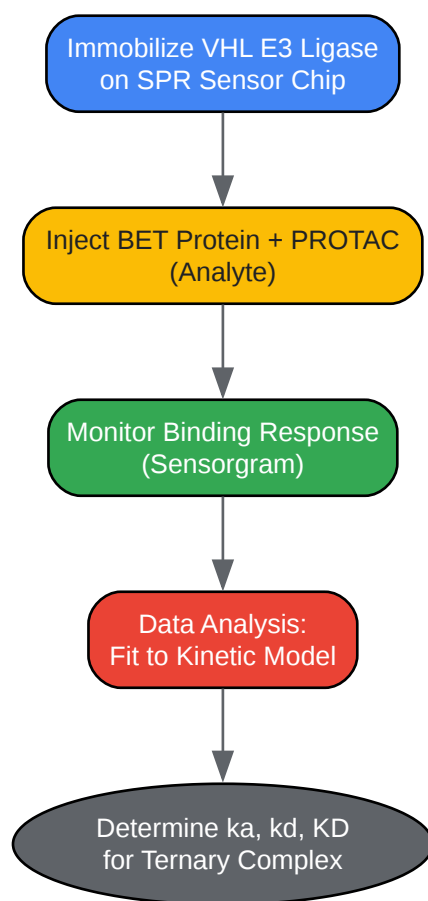 Immobilize VHL E3 Ligase
on SPR Sensor Chip
Inject BET Protein + PROTAC
(Analyte)
Monitor Binding Response
(Sensorgram)
Data Analysis:
Fit to Kinetic Model
Determine ka, kd, KD
for Ternary Complex